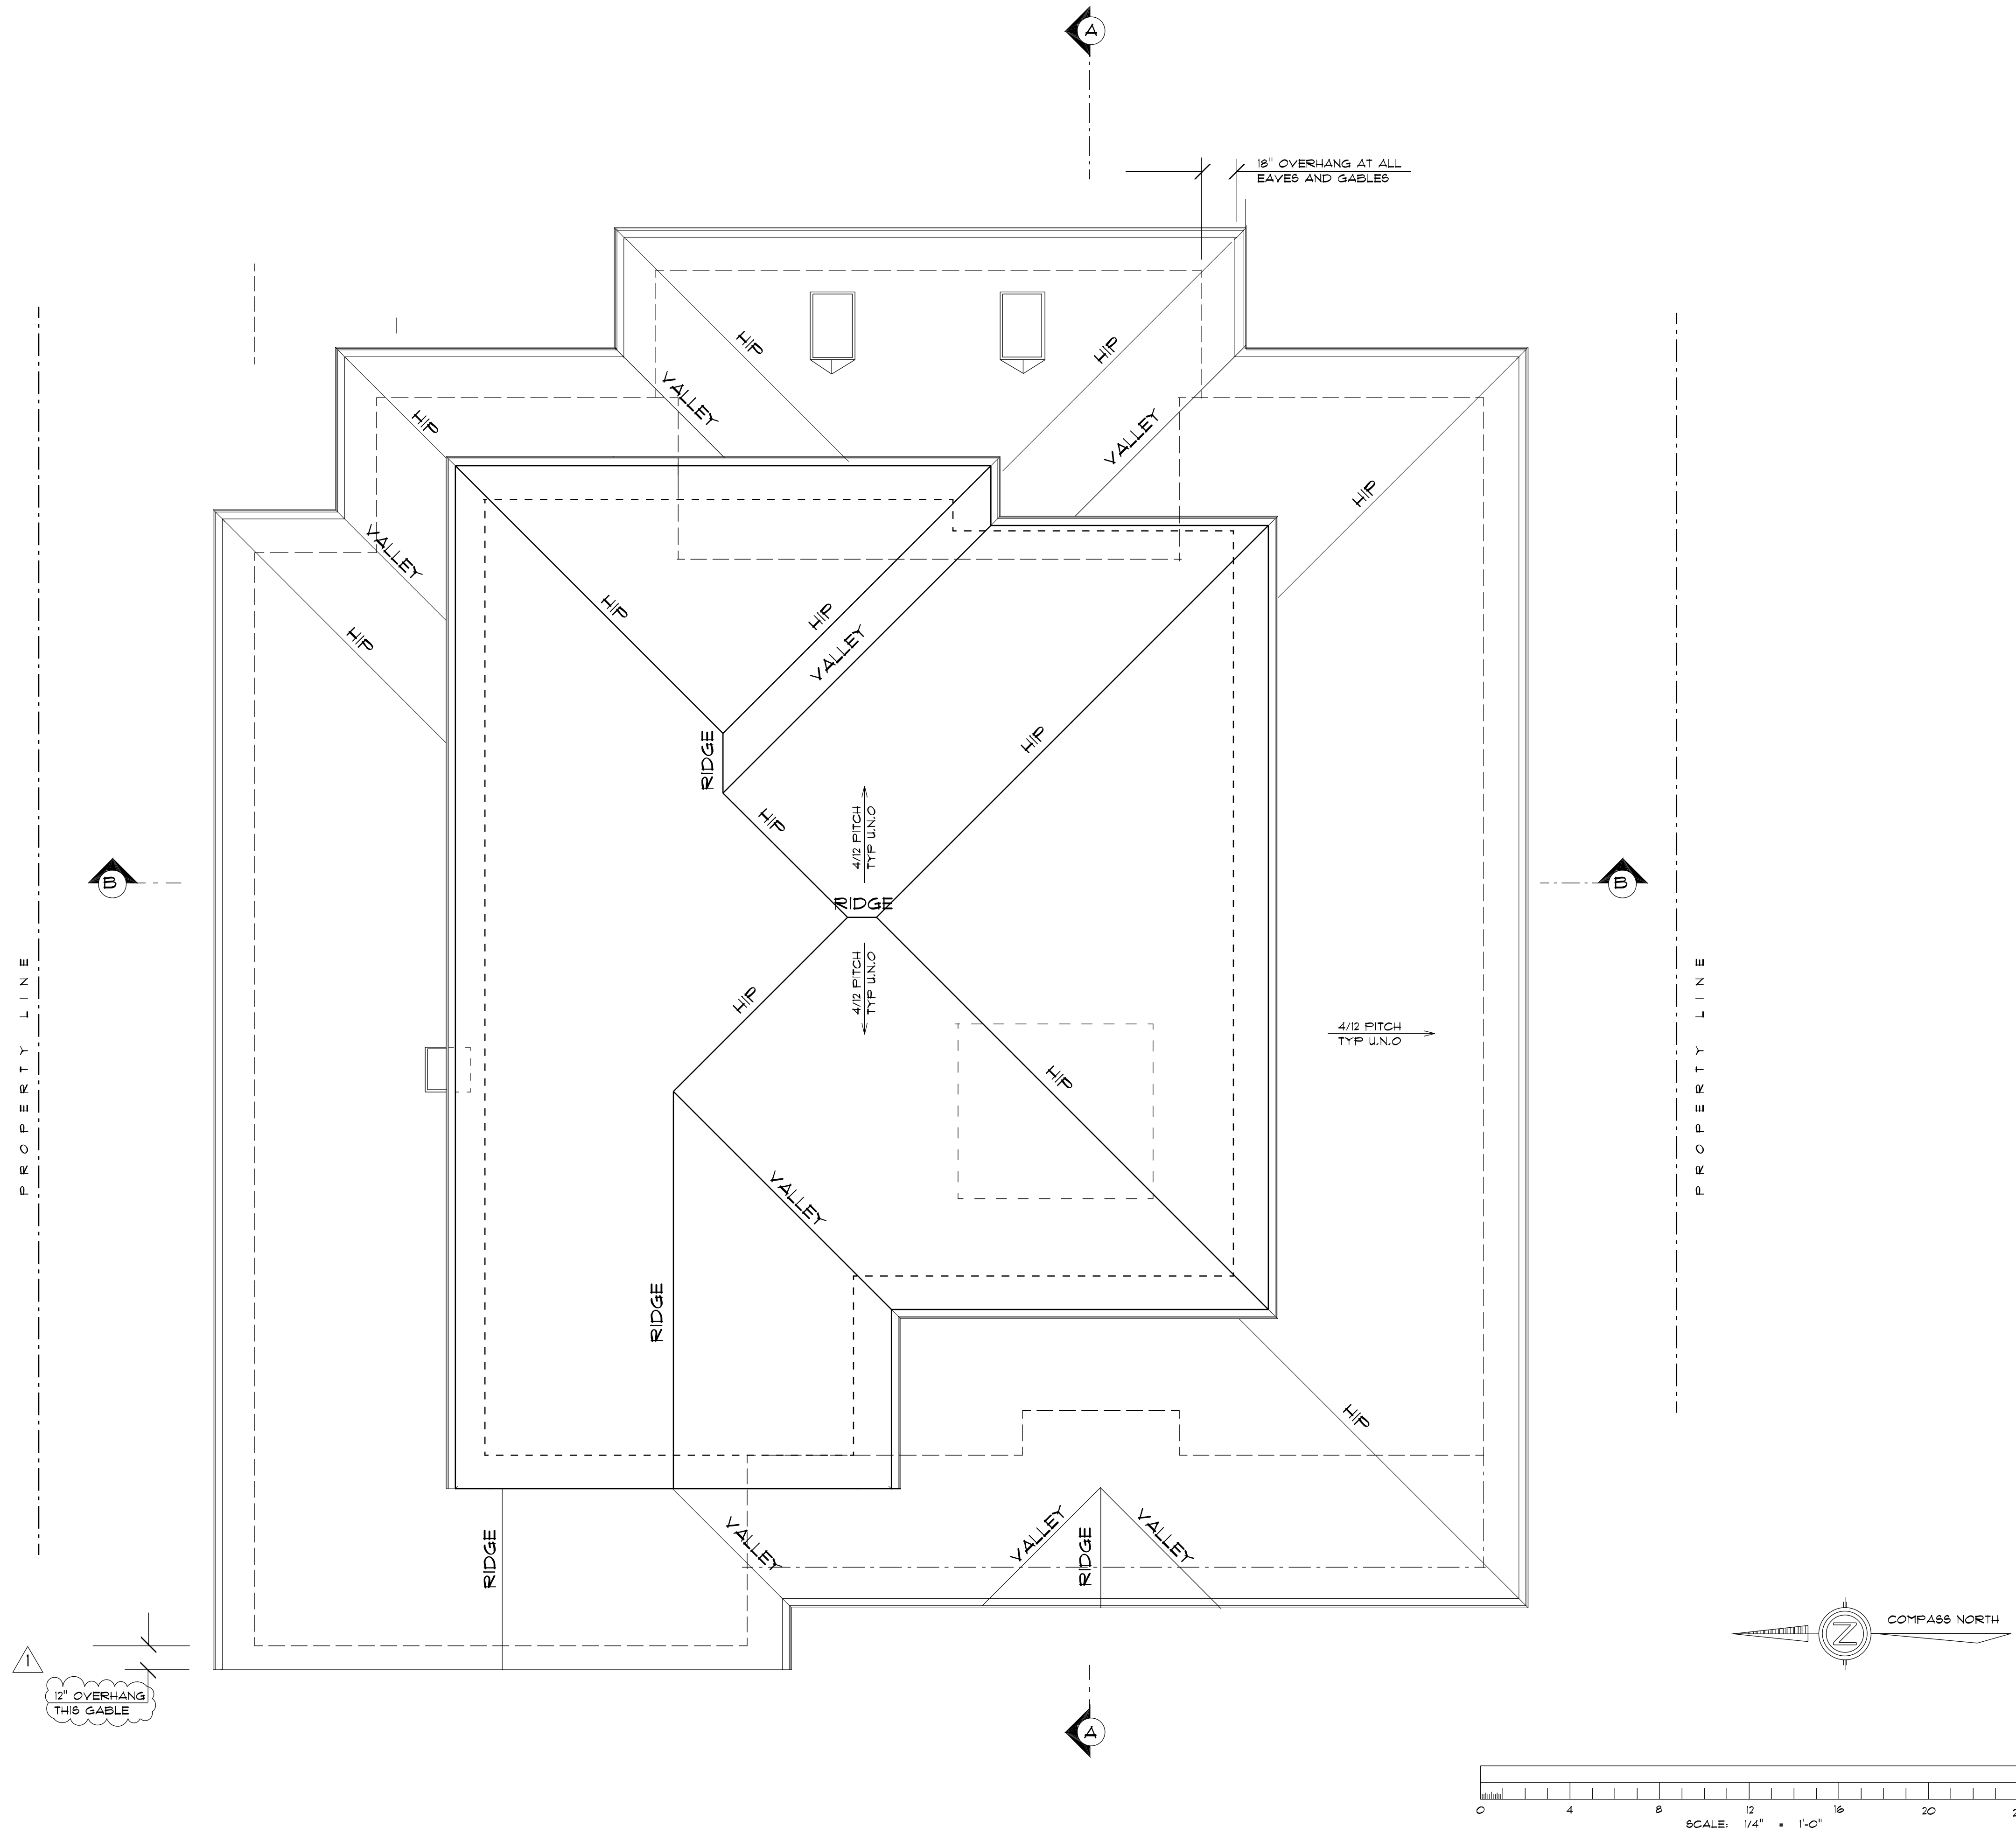 A
18" OVERHANG AT ALL
EAVES AND GABLES
HIP
HIP
VALLEY
VALLEY
HIP
HIP
VALLEY
HIP
HIP
HIP
VALLEY
HIP
RIDGE
HIP
4/12 PITCH
TYP U.N.O
B
B
RIDGE
4/12 PITCH
TYP U.N.O
HIP
PROPERTY LINE
PROPERTY LINE
4/12 PITCH
TYP U.N.O
HIP
VALLEY
RIDGE
HIP
RIDGE
VALLEY
VALLEY
RIDGE
VALLEY
COMPASS NORTH
Z
1
12" OVERHANG
THIS GABLE
A
0 4 8 12 16 20
SCALE: 1/4" = 1'-0"